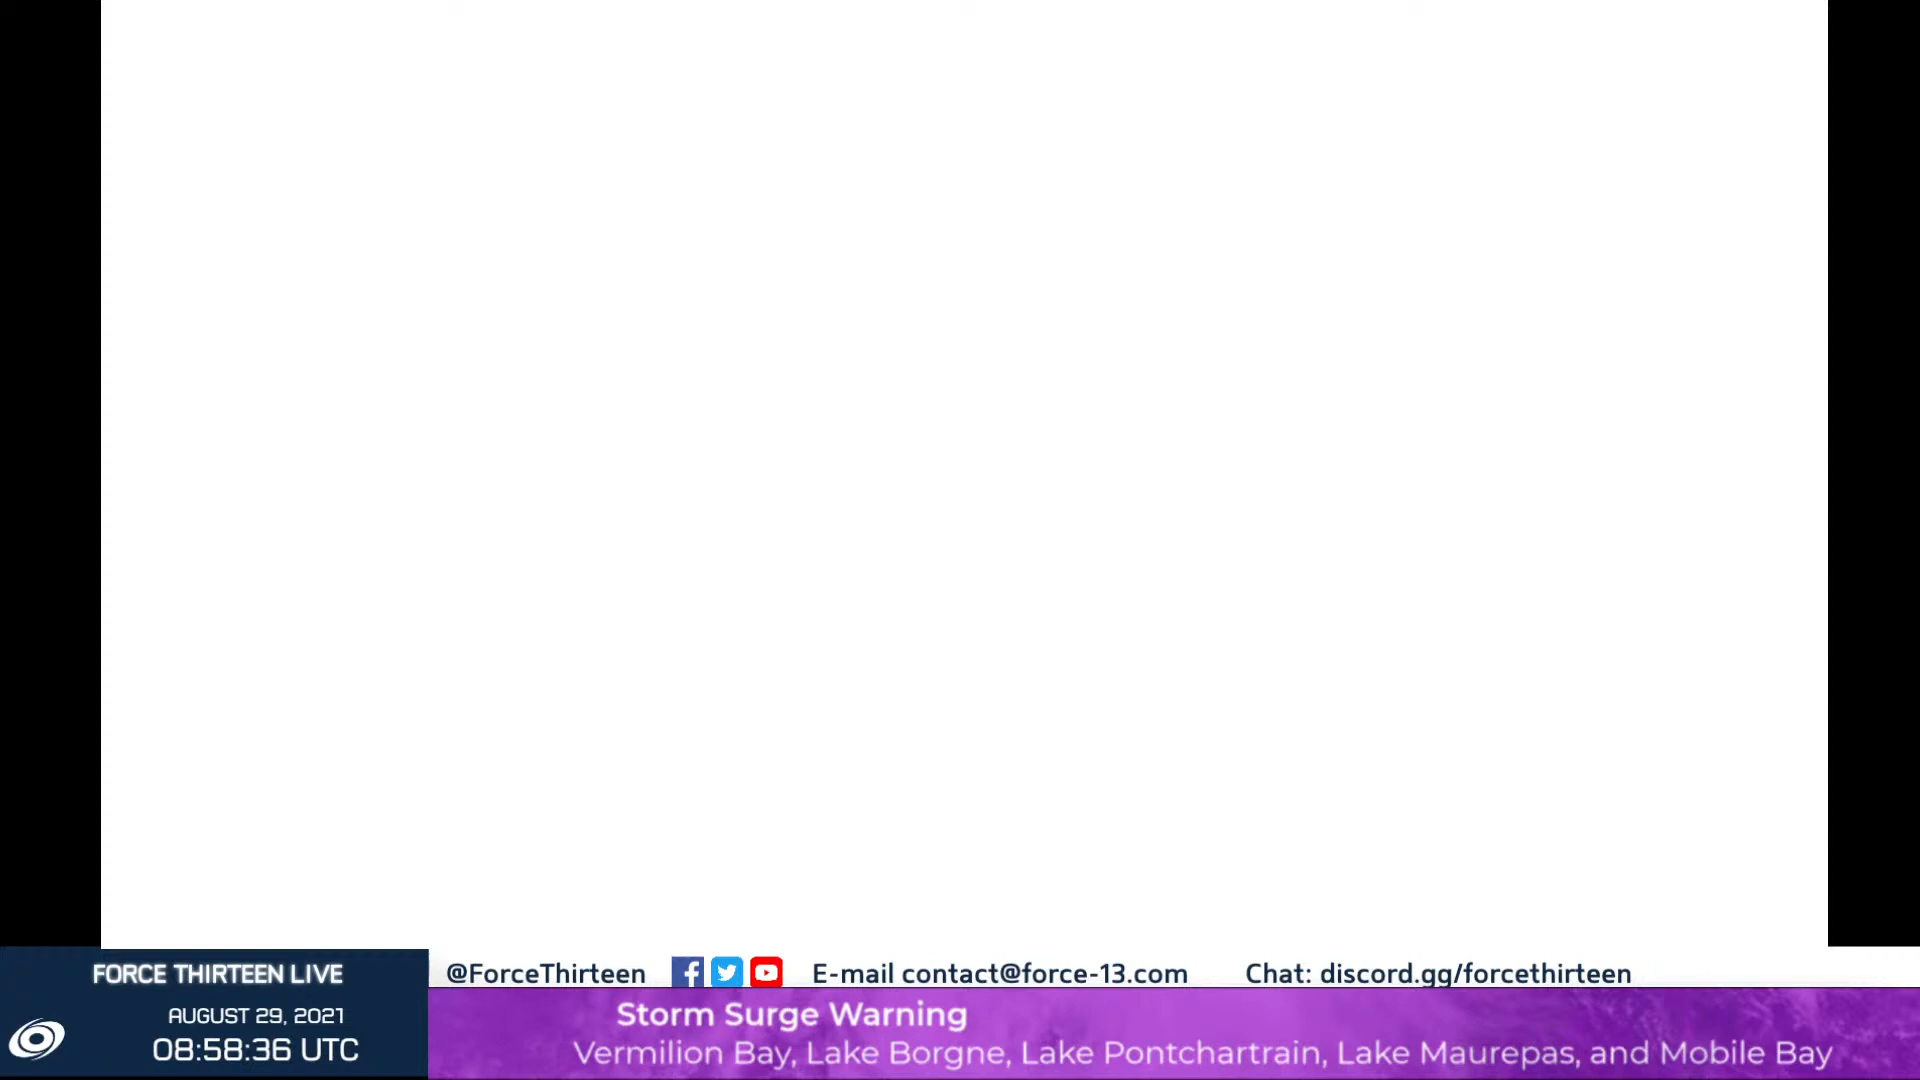 FORCE THIRTEEN LIVE
@ForceThirteen E-mail contact@force-13.com Chat: discord.gg/forcethirteen
AUGUST 29, 2021
08:58:36 UTC
Storm Surge Warning
Vermilion Bay, Lake Borgne, Lake Pontchartrain, Lake Maurepas, and Mobile Bay